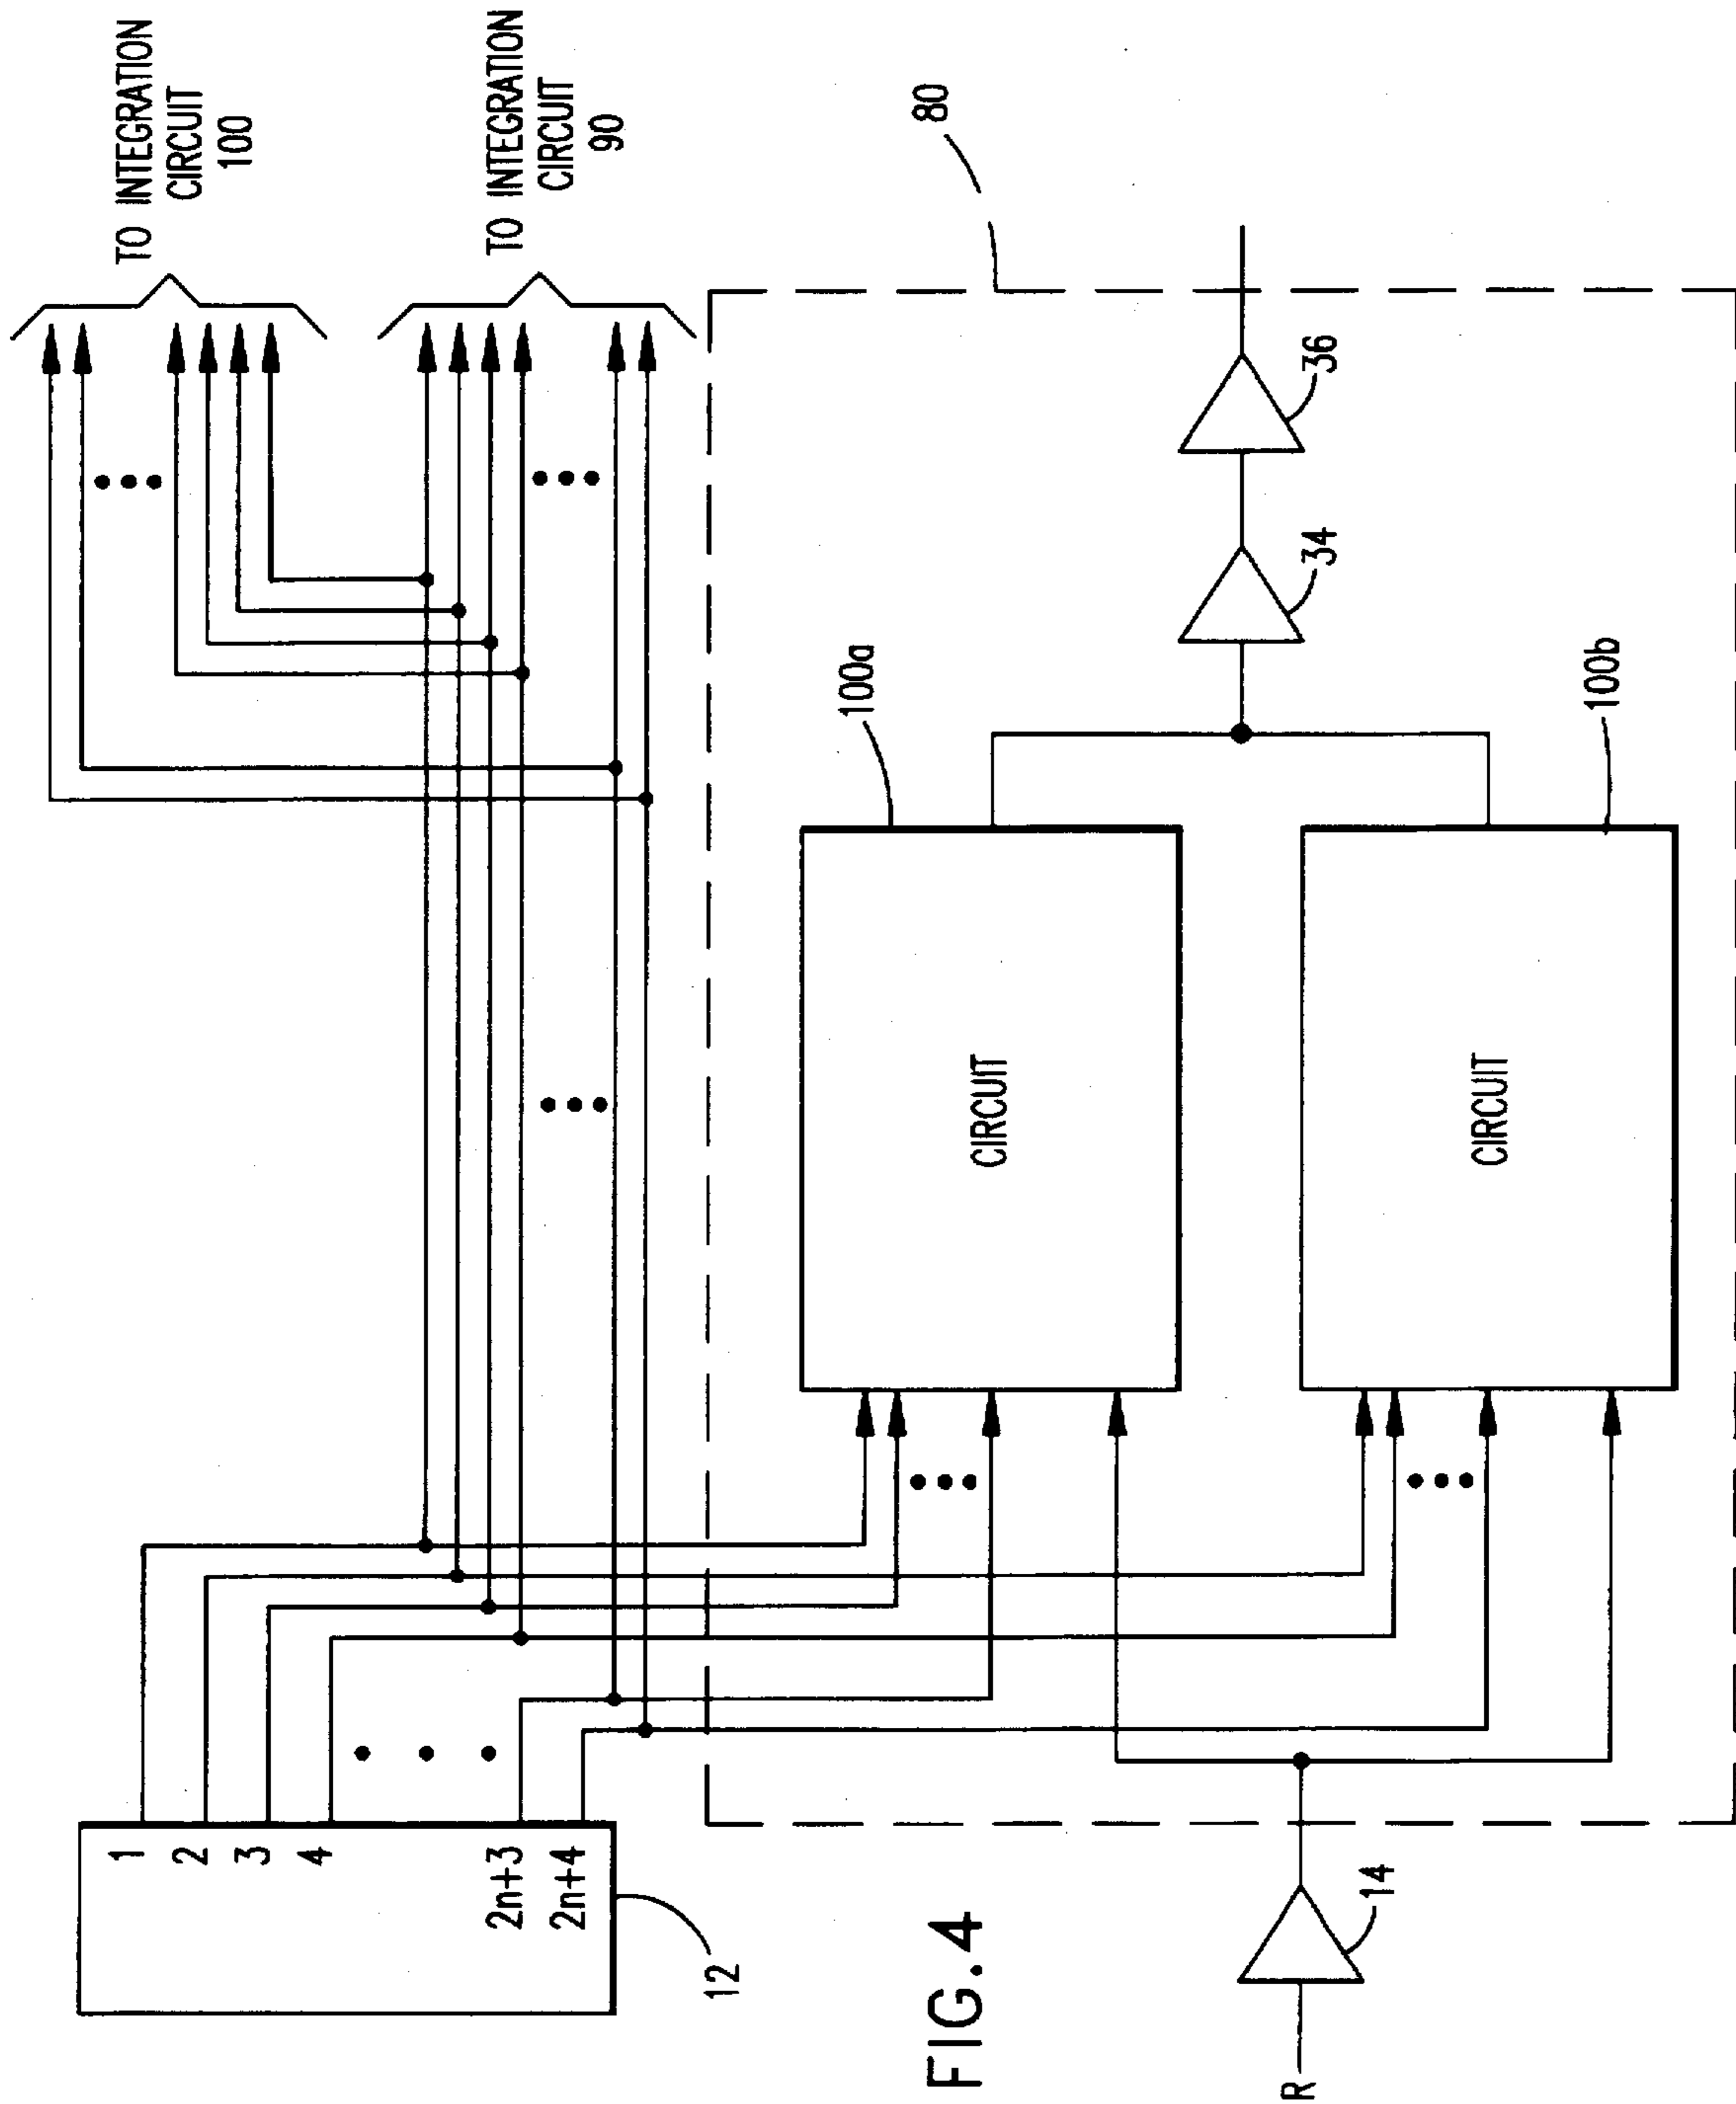 TO INTEGRATION
CIRCUIT
100
TO INTEGRATION
CIRCUIT
90
80
1
2
3
4
2n+3
2n+4
12
100a
CIRCUIT
34
36
CIRCUIT
100b
R
14
FIG.4